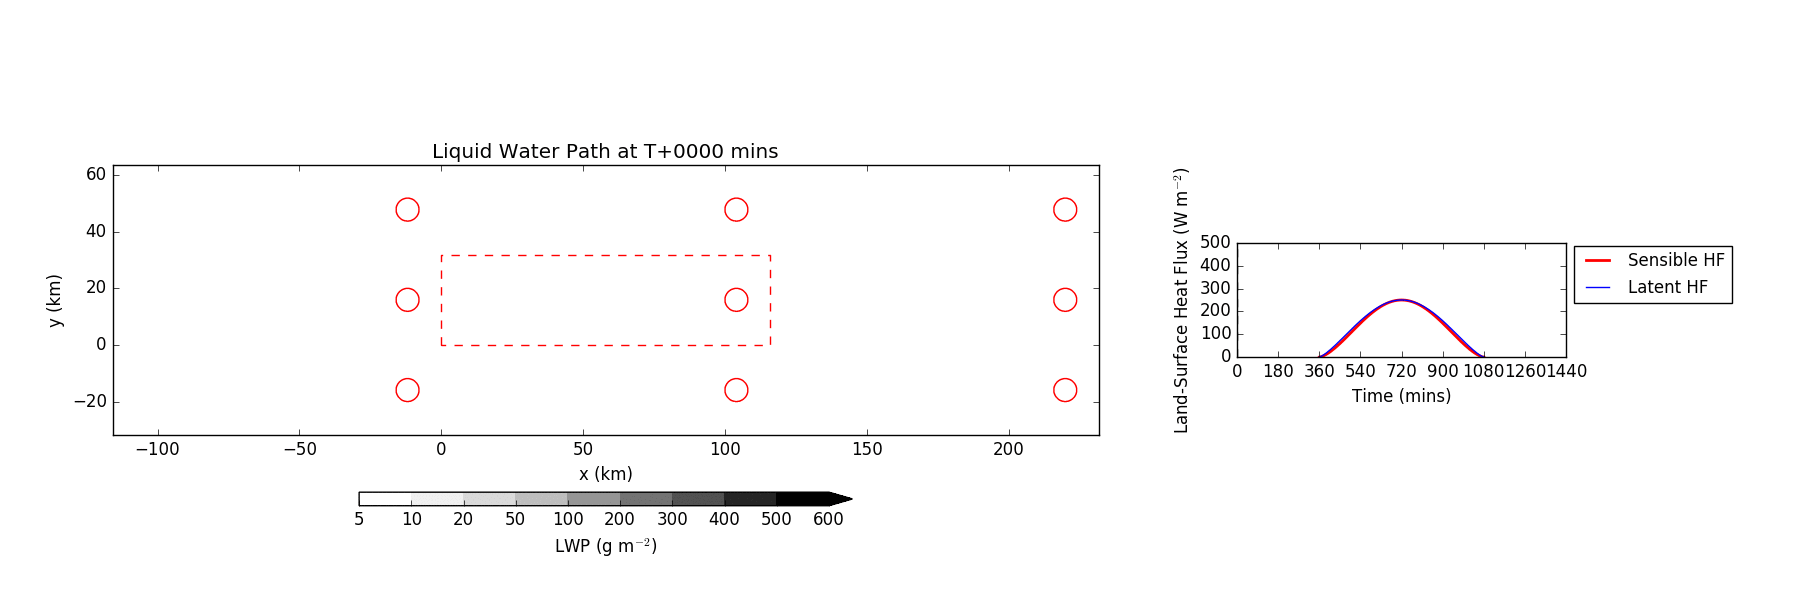 Liquid Water Path at T+0000 mins
60
40
20
0
−20
y (km)
−100 −50 0 50 100 150 200
x (km)
5 10 20 50 100 200 300 400 500 600
LWP (g m⁻²)
Land-Surface Heat Flux (W m⁻²)
500
400
300
200
100
0
0 180 360 540 720 900 1080 1260 1440
Time (mins)
Sensible HF
Latent HF